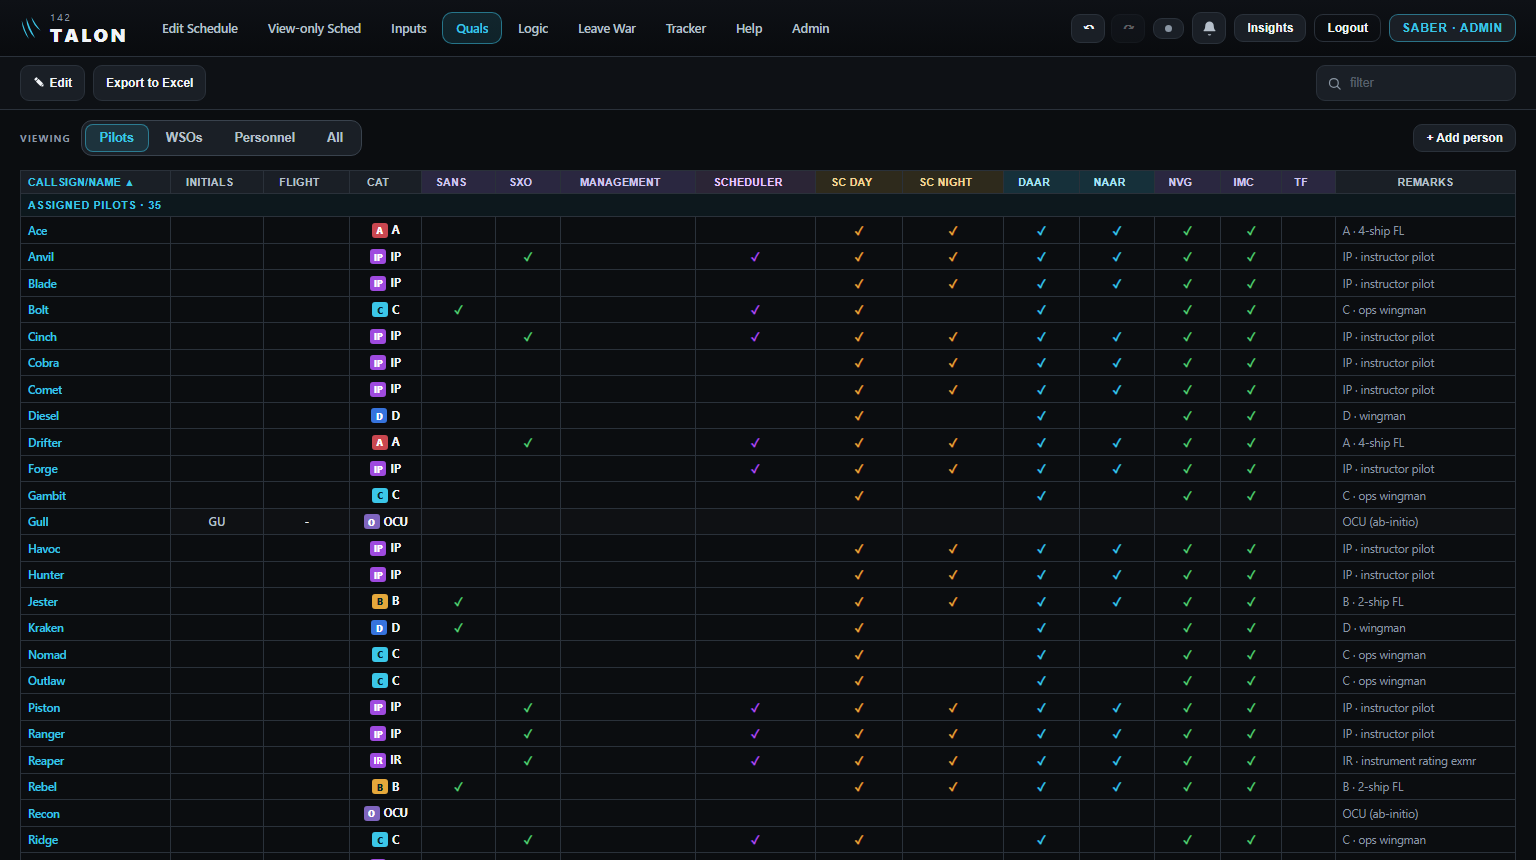 142
TALON
Edit Schedule View-only Sched Inputs Quals Logic Leave War Tracker Help Admin
Insights Logout SABER · ADMIN
✎ Edit Export to Excel filter
VIEWING Pilots WSOs Personnel All + Add person
CALLSIGN/NAME ▲ INITIALS FLIGHT CAT SANS SXO MANAGEMENT SCHEDULER SC DAY SC NIGHT DAAR NAAR NVG IMC TF REMARKS
ASSIGNED PILOTS · 35
Ace A A ✓ ✓ ✓ ✓ ✓ ✓ A · 4-ship FL
Anvil IP IP ✓ ✓ ✓ ✓ ✓ ✓ ✓ ✓ IP · instructor pilot
Blade IP IP ✓ ✓ ✓ ✓ ✓ ✓ IP · instructor pilot
Bolt C C ✓ ✓ ✓ ✓ ✓ ✓ C · ops wingman
Cinch IP IP ✓ ✓ ✓ ✓ ✓ ✓ ✓ ✓ IP · instructor pilot
Cobra IP IP ✓ ✓ ✓ ✓ ✓ ✓ IP · instructor pilot
Comet IP IP ✓ ✓ ✓ ✓ ✓ ✓ IP · instructor pilot
Diesel D D ✓ ✓ ✓ ✓ D · wingman
Drifter A A ✓ ✓ ✓ ✓ ✓ ✓ ✓ ✓ A · 4-ship FL
Forge IP IP ✓ ✓ ✓ ✓ ✓ ✓ ✓ IP · instructor pilot
Gambit C C ✓ ✓ ✓ ✓ C · ops wingman
Gull GU - O OCU OCU (ab-initio)
Havoc IP IP ✓ ✓ ✓ ✓ ✓ ✓ IP · instructor pilot
Hunter IP IP ✓ ✓ ✓ ✓ ✓ ✓ IP · instructor pilot
Jester B B ✓ ✓ ✓ ✓ ✓ ✓ ✓ B · 2-ship FL
Kraken D D ✓ ✓ ✓ ✓ ✓ D · wingman
Nomad C C ✓ ✓ ✓ ✓ C · ops wingman
Outlaw C C ✓ ✓ ✓ ✓ C · ops wingman
Piston IP IP ✓ ✓ ✓ ✓ ✓ ✓ ✓ ✓ IP · instructor pilot
Ranger IP IP ✓ ✓ ✓ ✓ ✓ ✓ ✓ ✓ IP · instructor pilot
Reaper IR IR ✓ ✓ ✓ ✓ ✓ ✓ ✓ ✓ IR · instrument rating exmr
Rebel B B ✓ ✓ ✓ ✓ ✓ ✓ ✓ B · 2-ship FL
Recon O OCU OCU (ab-initio)
Ridge C C ✓ ✓ ✓ ✓ ✓ ✓ C · ops wingman